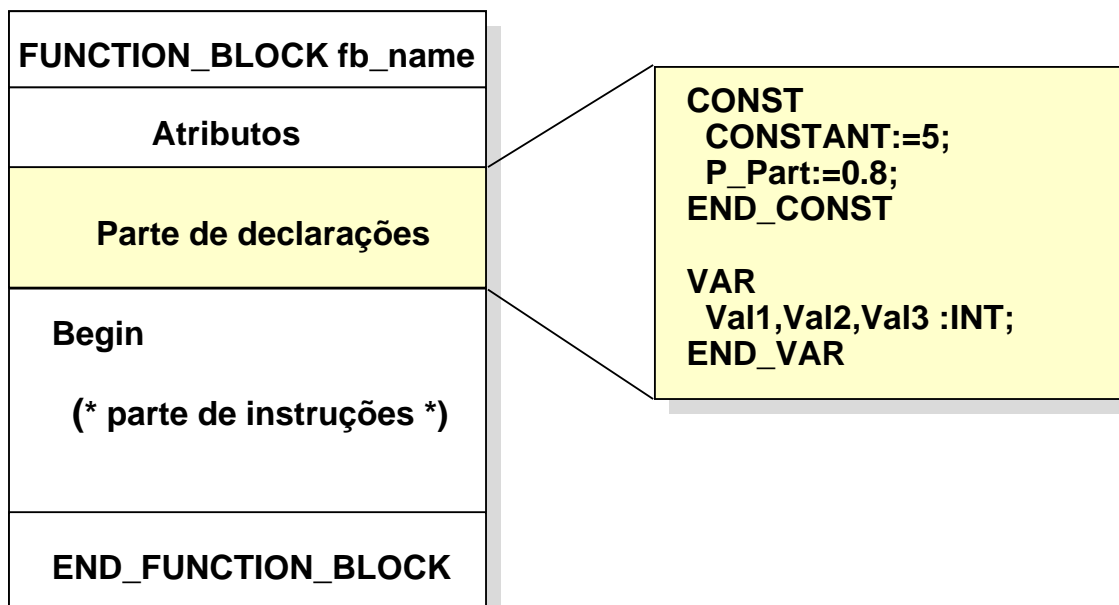 FUNCTION_BLOCK fb_name
Atributos
Parte de declarações
Begin
(* parte de instruções *)
END_FUNCTION_BLOCK
CONST
CONSTANT:=5;
P_Part:=0.8;
END_CONST
VAR
Val1,Val2,Val3 :INT;
END_VAR